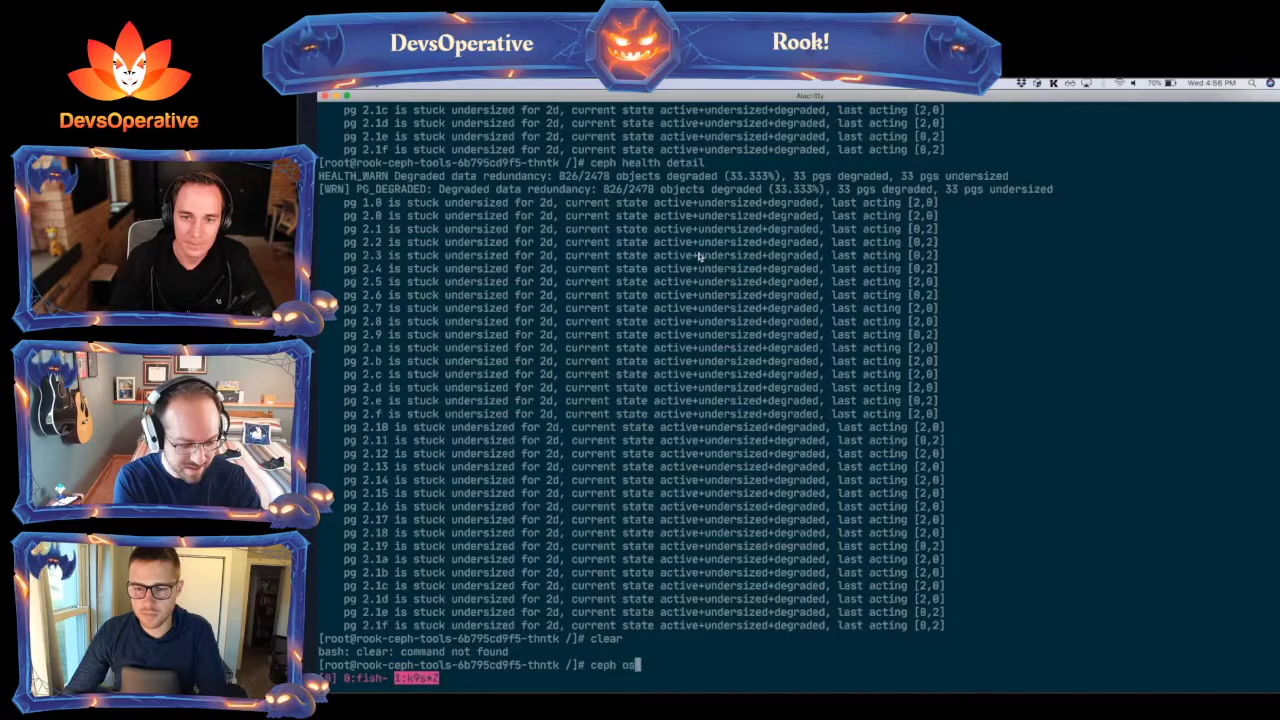 DevsOperative
Rook!
DevsOperative
70%
Wed 4:56 PM
Alacritty
pg 2.1c is stuck undersized for 2d, current state active+undersized+degraded, last acting [2,0]
pg 2.1d is stuck undersized for 2d, current state active+undersized+degraded, last acting [2,0]
pg 2.1e is stuck undersized for 2d, current state active+undersized+degraded, last acting [0,2]
pg 2.1f is stuck undersized for 2d, current state active+undersized+degraded, last acting [0,2]
[root@rook-ceph-tools-6b795cd9f5-thntk /]# ceph health detail
HEALTH_WARN Degraded data redundancy: 826/2478 objects degraded (33.333%), 33 pgs degraded, 33 pgs undersized
[WRN] PG_DEGRADED: Degraded data redundancy: 826/2478 objects degraded (33.333%), 33 pgs degraded, 33 pgs undersized
pg 1.0 is stuck undersized for 2d, current state active+undersized+degraded, last acting [2,0]
pg 2.0 is stuck undersized for 2d, current state active+undersized+degraded, last acting [2,0]
pg 2.1 is stuck undersized for 2d, current state active+undersized+degraded, last acting [0,2]
pg 2.2 is stuck undersized for 2d, current state active+undersized+degraded, last acting [0,2]
pg 2.3 is stuck undersized for 2d, current state active+undersized+degraded, last acting [0,2]
pg 2.4 is stuck undersized for 2d, current state active+undersized+degraded, last acting [0,2]
pg 2.5 is stuck undersized for 2d, current state active+undersized+degraded, last acting [2,0]
pg 2.6 is stuck undersized for 2d, current state active+undersized+degraded, last acting [0,2]
pg 2.7 is stuck undersized for 2d, current state active+undersized+degraded, last acting [2,0]
pg 2.8 is stuck undersized for 2d, current state active+undersized+degraded, last acting [2,0]
pg 2.9 is stuck undersized for 2d, current state active+undersized+degraded, last acting [0,2]
pg 2.a is stuck undersized for 2d, current state active+undersized+degraded, last acting [2,0]
pg 2.b is stuck undersized for 2d, current state active+undersized+degraded, last acting [2,0]
pg 2.c is stuck undersized for 2d, current state active+undersized+degraded, last acting [2,0]
pg 2.d is stuck undersized for 2d, current state active+undersized+degraded, last acting [2,0]
pg 2.e is stuck undersized for 2d, current state active+undersized+degraded, last acting [0,2]
pg 2.f is stuck undersized for 2d, current state active+undersized+degraded, last acting [2,0]
pg 2.10 is stuck undersized for 2d, current state active+undersized+degraded, last acting [2,0]
pg 2.11 is stuck undersized for 2d, current state active+undersized+degraded, last acting [0,2]
pg 2.12 is stuck undersized for 2d, current state active+undersized+degraded, last acting [2,0]
pg 2.13 is stuck undersized for 2d, current state active+undersized+degraded, last acting [2,0]
pg 2.14 is stuck undersized for 2d, current state active+undersized+degraded, last acting [2,0]
pg 2.15 is stuck undersized for 2d, current state active+undersized+degraded, last acting [2,0]
pg 2.16 is stuck undersized for 2d, current state active+undersized+degraded, last acting [0,2]
pg 2.17 is stuck undersized for 2d, current state active+undersized+degraded, last acting [0,2]
pg 2.18 is stuck undersized for 2d, current state active+undersized+degraded, last acting [2,0]
pg 2.19 is stuck undersized for 2d, current state active+undersized+degraded, last acting [0,2]
pg 2.1a is stuck undersized for 2d, current state active+undersized+degraded, last acting [2,0]
pg 2.1b is stuck undersized for 2d, current state active+undersized+degraded, last acting [2,0]
pg 2.1c is stuck undersized for 2d, current state active+undersized+degraded, last acting [2,0]
pg 2.1d is stuck undersized for 2d, current state active+undersized+degraded, last acting [2,0]
pg 2.1e is stuck undersized for 2d, current state active+undersized+degraded, last acting [0,2]
pg 2.1f is stuck undersized for 2d, current state active+undersized+degraded, last acting [0,2]
[root@rook-ceph-tools-6b795cd9f5-thntk /]# clear
bash: clear: command not found
[root@rook-ceph-tools-6b795cd9f5-thntk /]# ceph os
[0] 0:fish- 1:k9s*Z